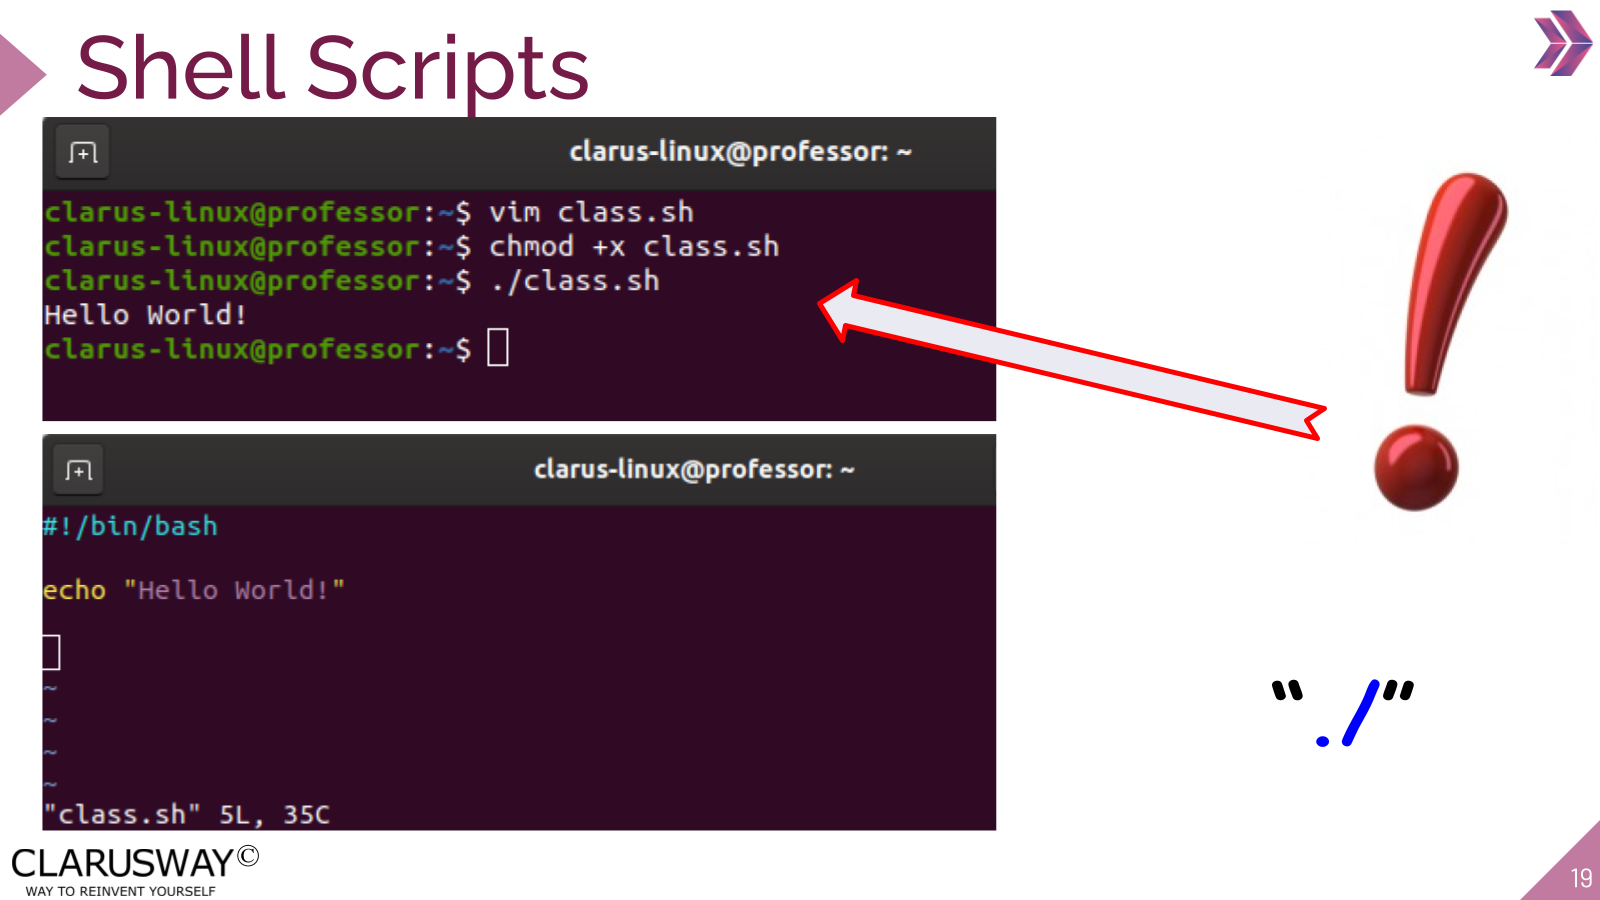 Shell Scripts
clarus-linux@professor: ~
clarus-linux@professor:~$ vim class.sh
clarus-linux@professor:~$ chmod +x class.sh
clarus-linux@professor:~$ ./class.sh
Hello World!
clarus-linux@professor:~$
clarus-linux@professor: ~
#!/bin/bash
echo "Hello World!"
~
~
~
~
"class.sh" 5L, 35C
“./”
CLARUSWAY©
WAY TO REINVENT YOURSELF
19